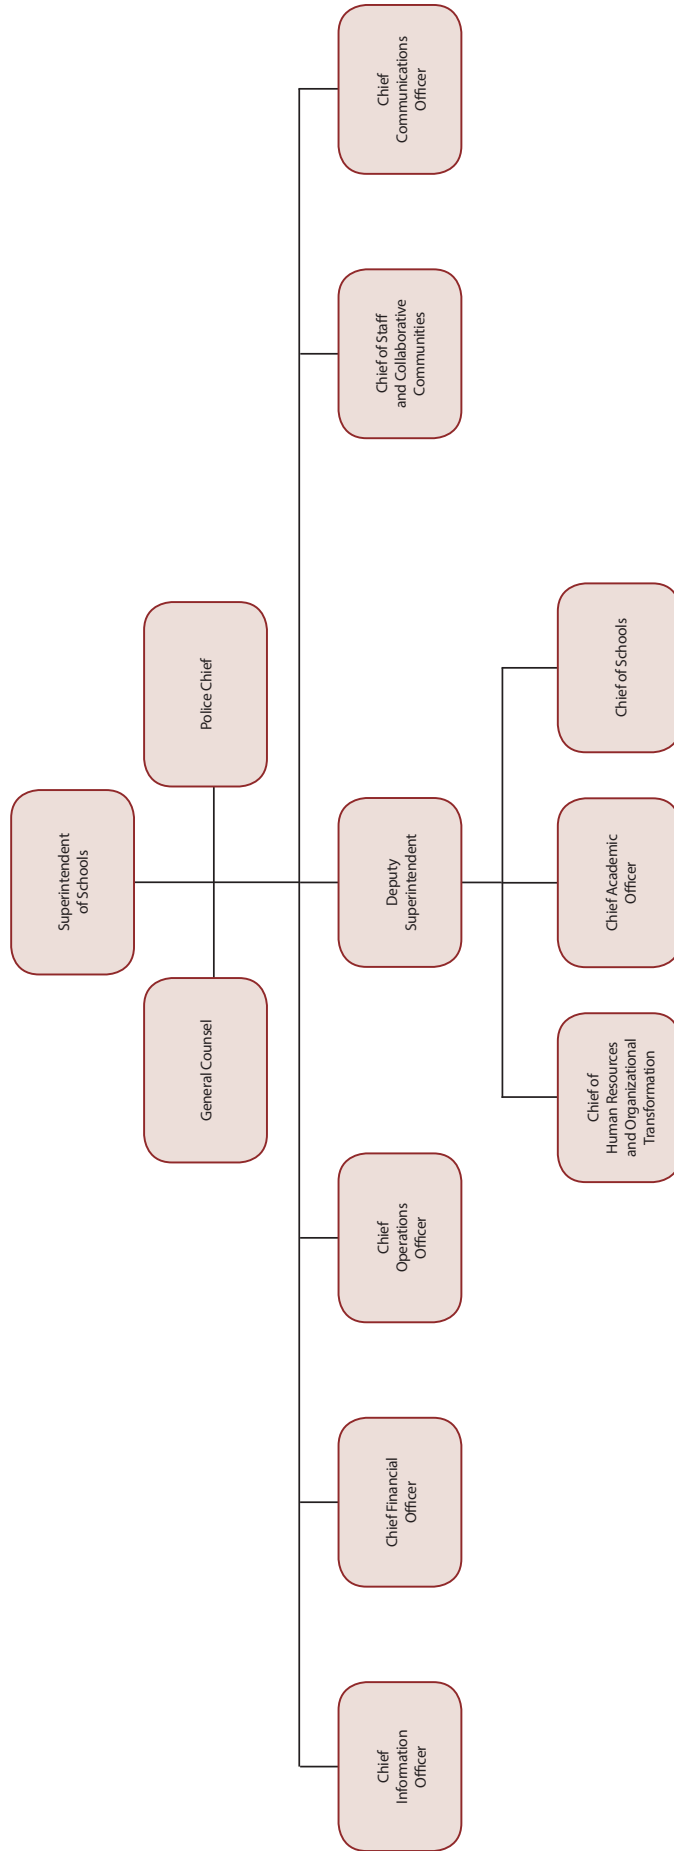 Superintendent
of Schools
General Counsel
Police Chief
Chief
Information
Officer
Chief Financial
Officer
Chief
Operations
Officer
Deputy
Superintendent
Chief of Staff
and Collaborative
Communities
Chief
Communications
Officer
Chief of
Human Resources
and Organizational
Transformation
Chief Academic
Officer
Chief of Schools